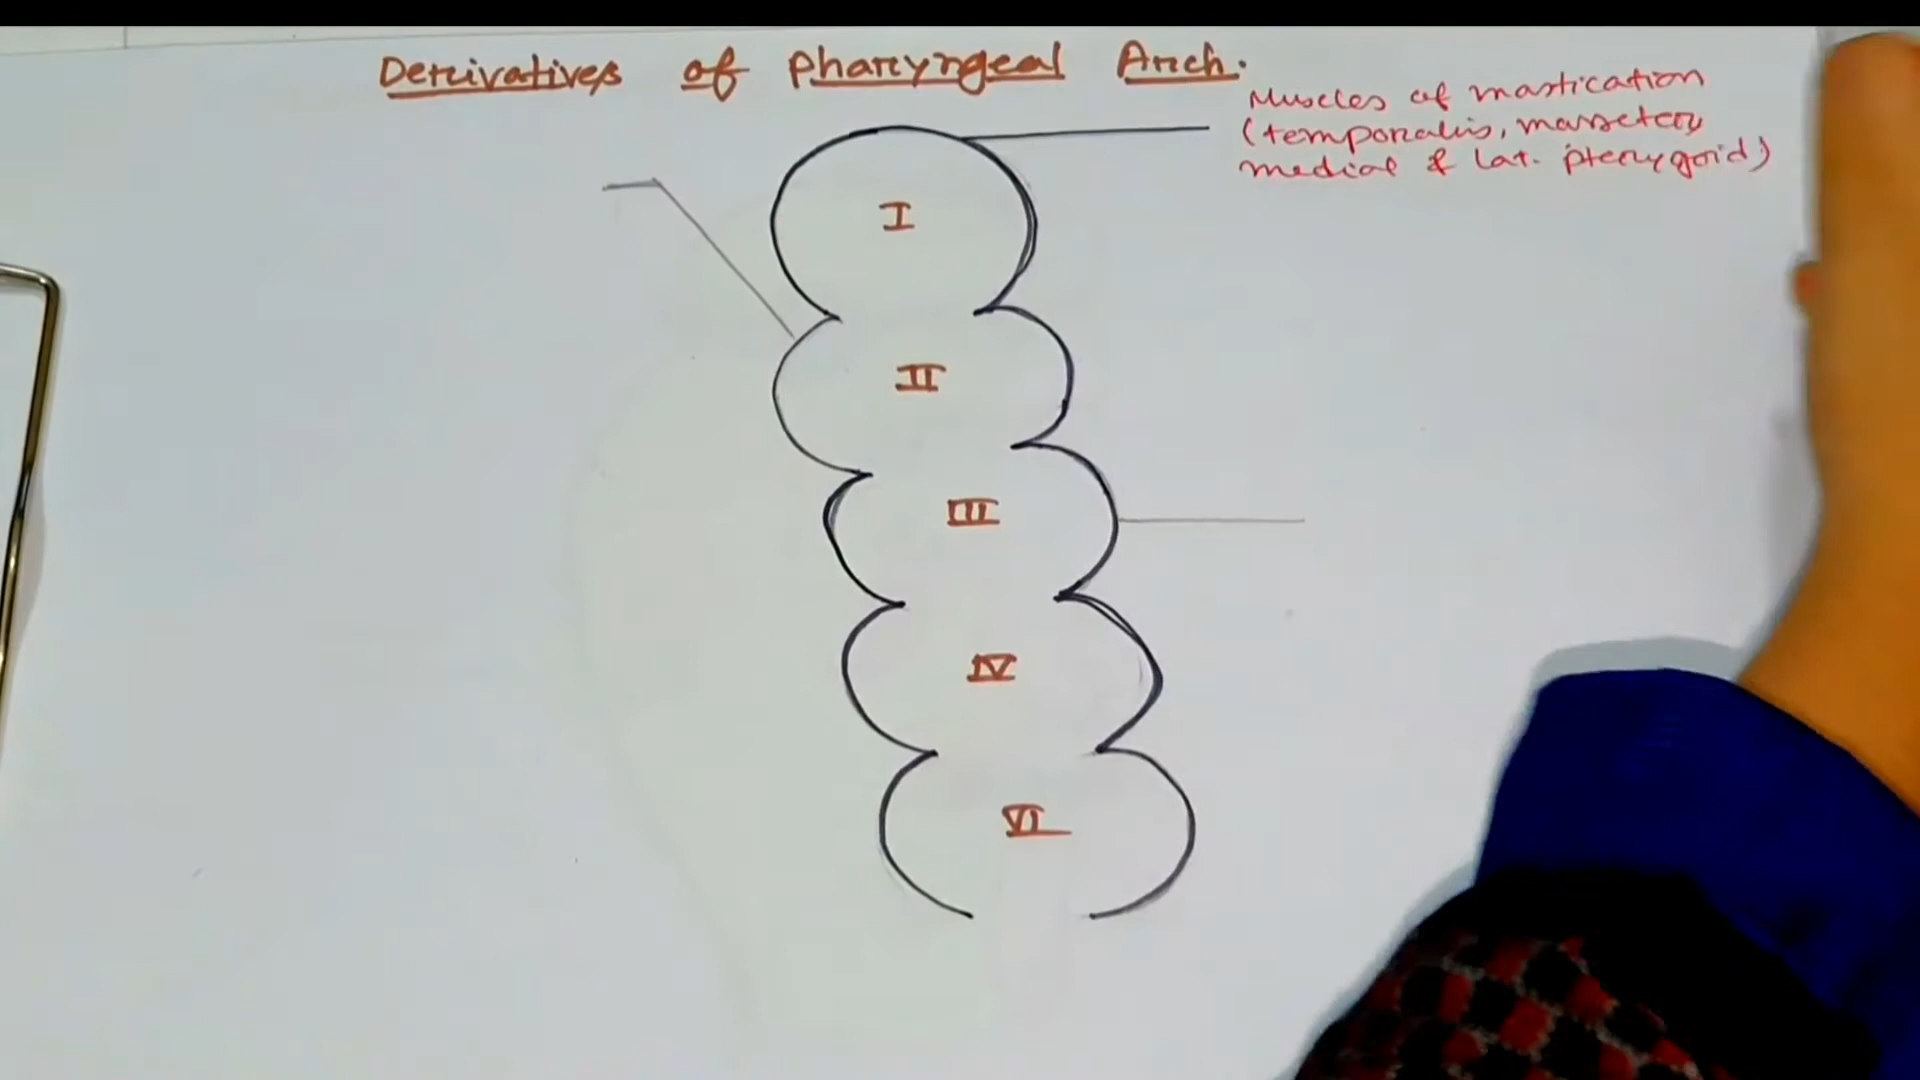 Derivatives of Pharyngeal Arch.
Muscles of mastication
(temporalis, masseter,
medial & lat. pterygoid)
I
II
III
IV
VI